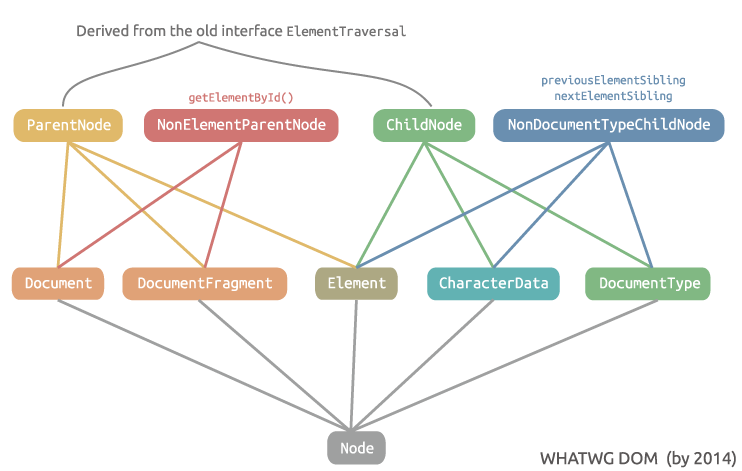 Derived from the old interface ElementTraversal
getElementById()
previousElementSibling
nextElementSibling
ParentNode
NonElementParentNode
ChildNode
NonDocumentTypeChildNode
Document
DocumentFragment
Element
CharacterData
DocumentType
Node
WHATWG DOM (by 2014)